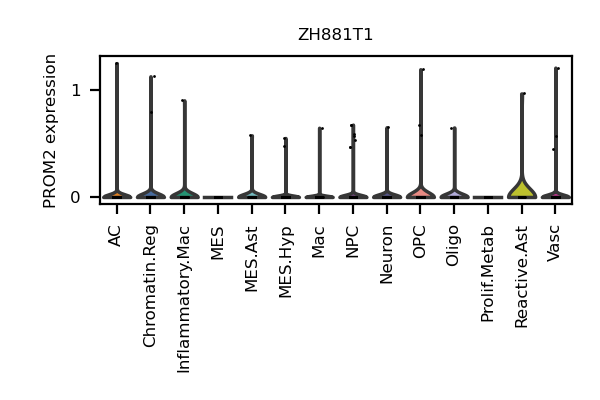 ZH881T1
PROM2 expression
1
0
AC
Chromatin.Reg
Inflammatory.Mac
MES
MES.Ast
MES.Hyp
Mac
NPC
Neuron
OPC
Oligo
Prolif.Metab
Reactive.Ast
Vasc